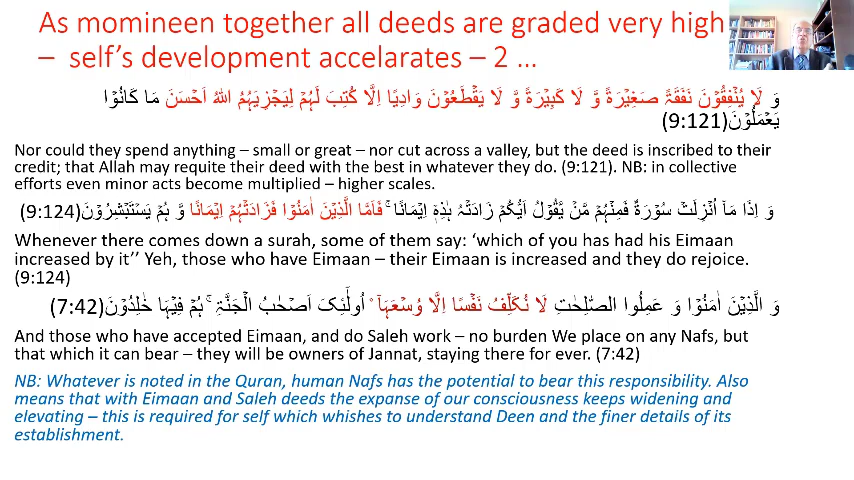 As momineen together all deeds are graded very high
– self’s development accelarates – 2 …
وَ لَا یُنۡفِقُوۡنَ نَفَقَۃً صَغِیۡرَۃً وَّ لَا کَبِیۡرَۃً وَّ لَا یَقۡطَعُوۡنَ وَادِیًا اِلَّا کُتِبَ لَہُمۡ لِیَجۡزِیَہُمُ اللّٰہُ اَحۡسَنَ مَا کَانُوۡا
یَعۡمَلُوۡنَ(9:121)
Nor could they spend anything – small or great – nor cut across a valley, but the deed is inscribed to their
credit; that Allah may requite their deed with the best in whatever they do. (9:121). NB: in collective
efforts even minor acts become multiplied – higher scales.
وَ اِذَا مَاۤ اُنۡزِلَتۡ سُوۡرَۃٌ فَمِنۡہُمۡ مَّنۡ یَّقُوۡلُ اَیُّکُمۡ زَادَتۡہُ ہٰذِہٖۤ اِیۡمَانًا ۚ فَاَمَّا الَّذِیۡنَ اٰمَنُوۡا فَزَادَتۡہُمۡ اِیۡمَانًا وَّ ہُمۡ یَسۡتَبۡشِرُوۡنَ(9:124)
Whenever there comes down a surah, some of them say: ‘which of you has had his Eimaan
increased by it’’ Yeh, those who have Eimaan – their Eimaan is increased and they do rejoice.
(9:124)
وَ الَّذِیۡنَ اٰمَنُوۡا وَ عَمِلُوا الصّٰلِحٰتِ لَا نُکَلِّفُ نَفۡسًا اِلَّا وُسۡعَہَاۤ ۫ اُولٰٓئِکَ اَصۡحٰبُ الۡجَنَّۃِ ۚ ہُمۡ فِیۡہَا خٰلِدُوۡنَ(7:42)
And those who have accepted Eimaan, and do Saleh work – no burden We place on any Nafs, but
that which it can bear – they will be owners of Jannat, staying there for ever. (7:42)
NB: Whatever is noted in the Quran, human Nafs has the potential to bear this responsibility. Also
means that with Eimaan and Saleh deeds the expanse of our consciousness keeps widening and
elevating – this is required for self which whishes to understand Deen and the finer details of its
establishment.